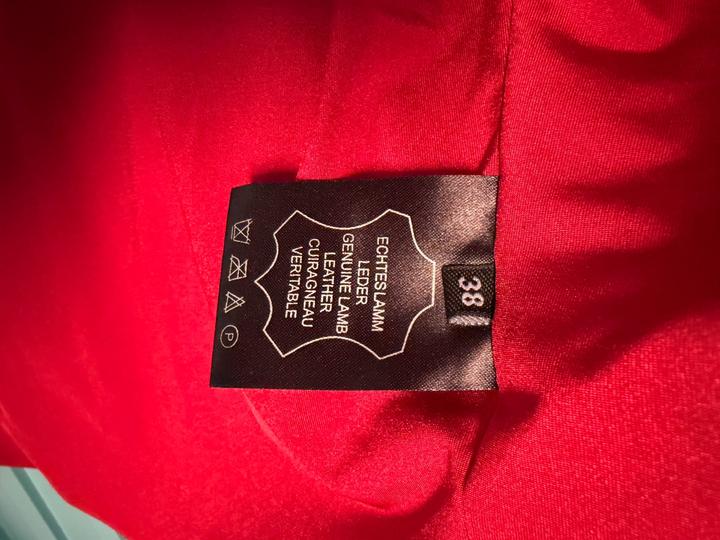 38
ECHTESLAMM
LEDER
GENUINE LAMB
LEATHER
CUIRAGNEAU
VERITABLE
P